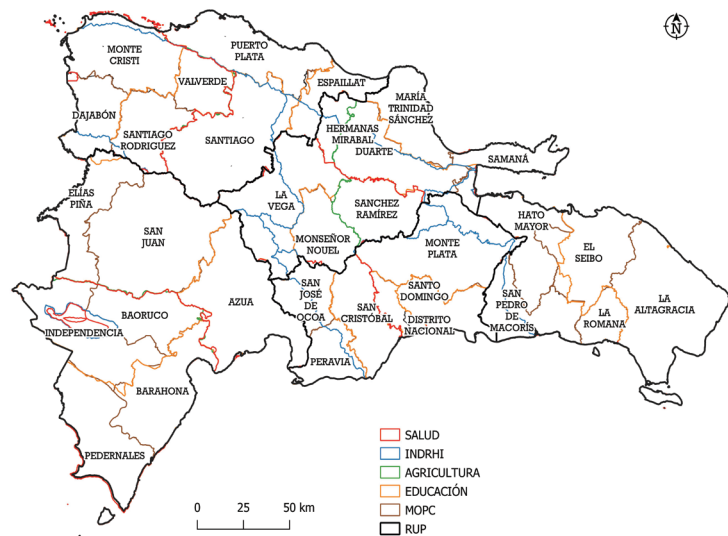 N
PUERTO
PLATA
MONTE
CRISTI
VALVERDE
ESPAILLAT
MARÍA
TRINIDAD
SÁNCHEZ
DAJABÓN
SANTIAGO
RODRIGUEZ
SANTIAGO
HERMANAS
MIRABAL
DUARTE
SAMANÁ
ELÍAS
PIÑA
LA
VEGA
SANCHEZ
RAMÍREZ
SAN
JUAN
MONSEÑOR
NOUEL
MONTE
PLATA
HATO
MAYOR
EL
SEIBO
BAORUCO
AZUA
SAN
JOSÉ
DE
OCOA
SAN
CRISTÓBAL
SANTO
DOMINGO
DISTRITO
NACIONAL
SAN
PEDRO
DE
MACORÍS
LA
ROMANA
LA
ALTAGRACIA
INDEPENDENCIA
PERAVIA
BARAHONA
PEDERNALES
SALUD
INDRHI
AGRICULTURA
EDUCACIÓN
MOPC
RUP
0 25 50 km